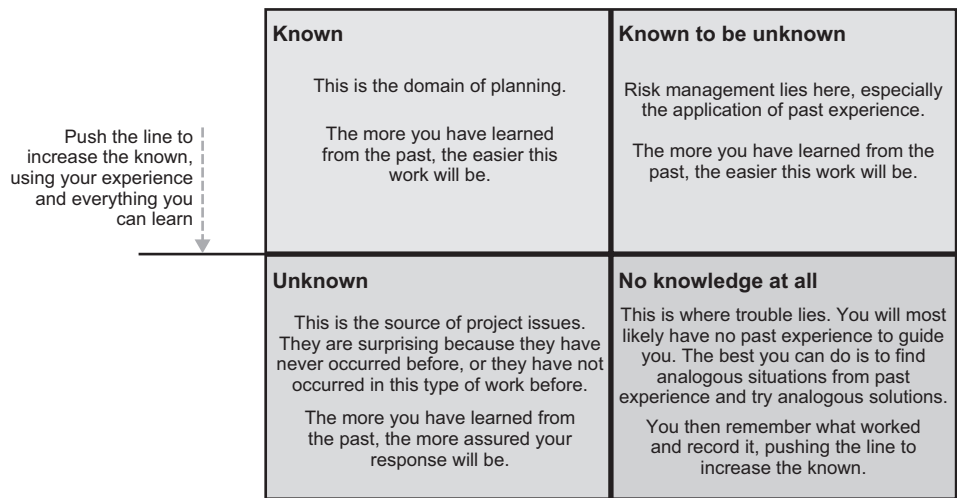 Push the line to
increase the known,
using your experience
and everything you
can learn
Known
This is the domain of planning.
The more you have learned
from the past, the easier this
work will be.
Known to be unknown
Risk management lies here, especially
the application of past experience.
The more you have learned from the
past, the easier this work will be.
Unknown
This is the source of project issues.
They are surprising because they have
never occurred before, or they have not
occurred in this type of work before.
The more you have learned from
the past, the more assured your
response will be.
No knowledge at all
This is where trouble lies. You will most
likely have no past experience to guide
you. The best you can do is to find
analogous situations from past
experience and try analogous solutions.
You then remember what worked
and record it, pushing the line to
increase the known.